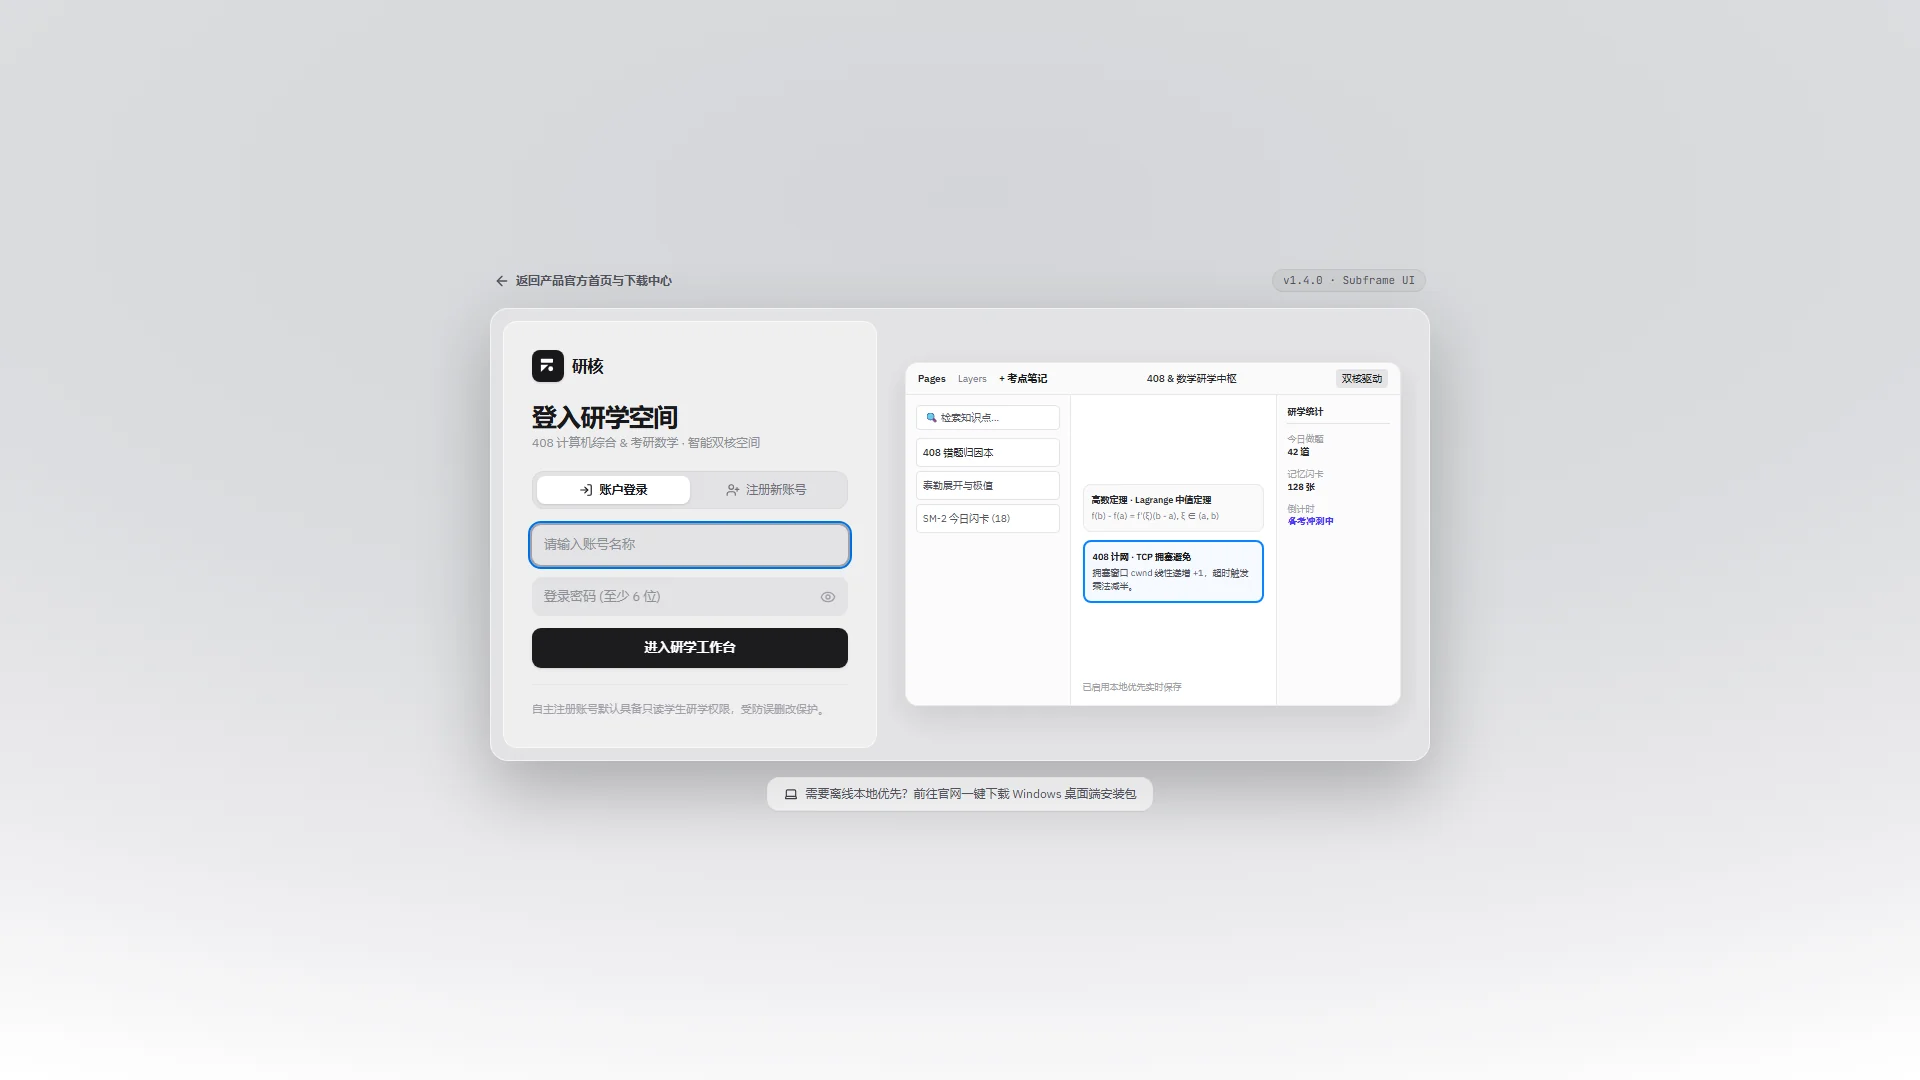 返回产品官方首页与下载中心
v1.4.0 · Subframe UI
研核
登入研学空间
408 计算机综合 & 考研数学 · 智能双核空间
账户登录
注册新账号
请输入账号名称
登录密码 (至少 6 位)
进入研学工作台
自主注册账号默认具备只读学生研学权限，受防误删改保护。
Pages Layers + 考点笔记
408 & 数学研学中枢
双核驱动
检索知识点...
408 错题归因本
泰勒展开与极值
SM-2 今日闪卡 (18)
高数定理 · Lagrange 中值定理
f(b) - f(a) = f'(ξ)(b - a), ξ ∈ (a, b)
408 计网 · TCP 拥塞避免
拥塞窗口 cwnd 线性递增 +1，超时触发
乘法减半。
已启用本地优先实时保存
研学统计
今日做题
42 道
记忆闪卡
128 张
倒计时
备考冲刺中
需要离线本地优先？前往官网一键下载 Windows 桌面端安装包